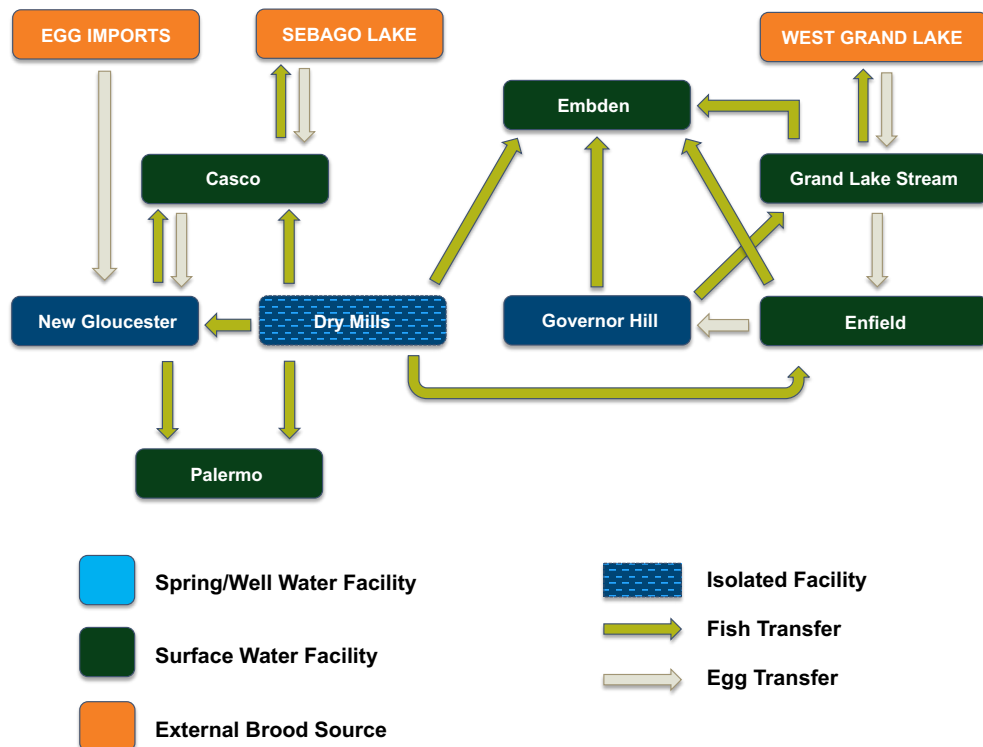 EGG IMPORTS
SEBAGO LAKE
WEST GRAND LAKE
Embden
Casco
Grand Lake Stream
New Gloucester
Dry Mills
Governor Hill
Enfield
Palermo
Spring/Well Water Facility
Isolated Facility
Surface Water Facility
Fish Transfer
Egg Transfer
External Brood Source